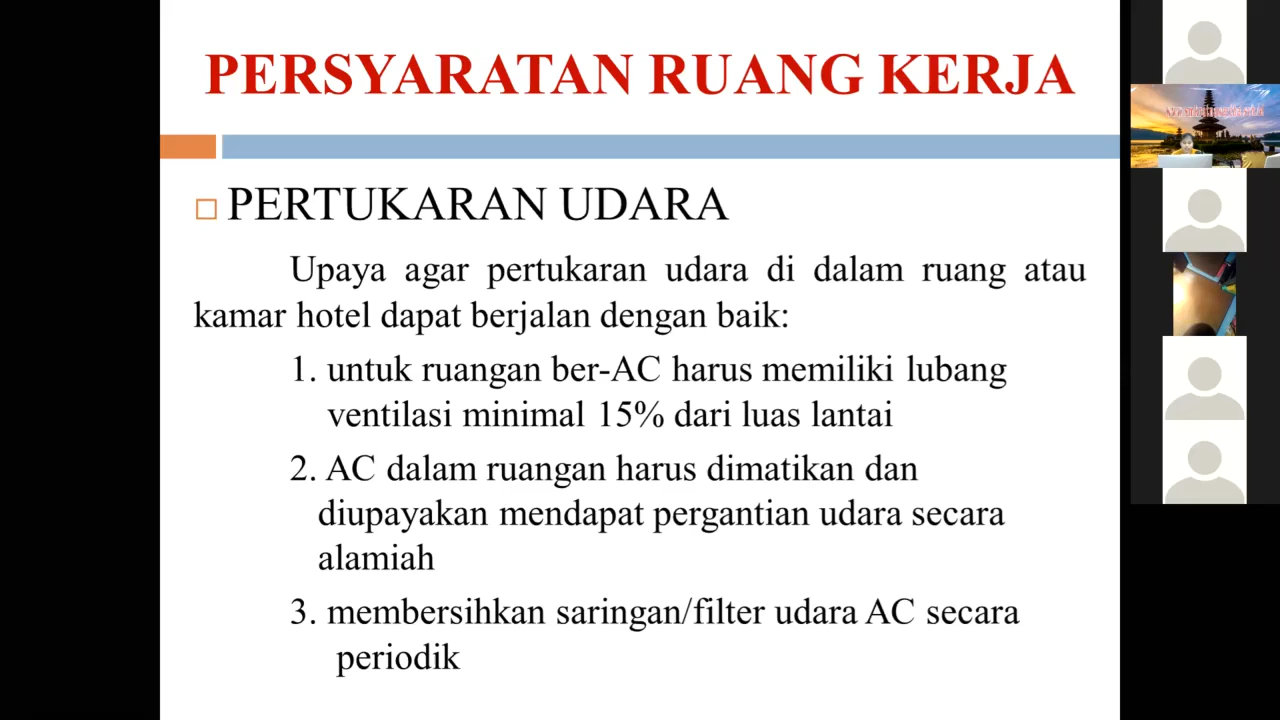 PERSYARATAN RUANG KERJA
PERTUKARAN UDARA
Upaya agar pertukaran udara di dalam ruang atau
kamar hotel dapat berjalan dengan baik:
1. untuk ruangan ber-AC harus memiliki lubang
ventilasi minimal 15% dari luas lantai
2. AC dalam ruangan harus dimatikan dan
diupayakan mendapat pergantian udara secara
alamiah
3. membersihkan saringan/filter udara AC secara
periodik